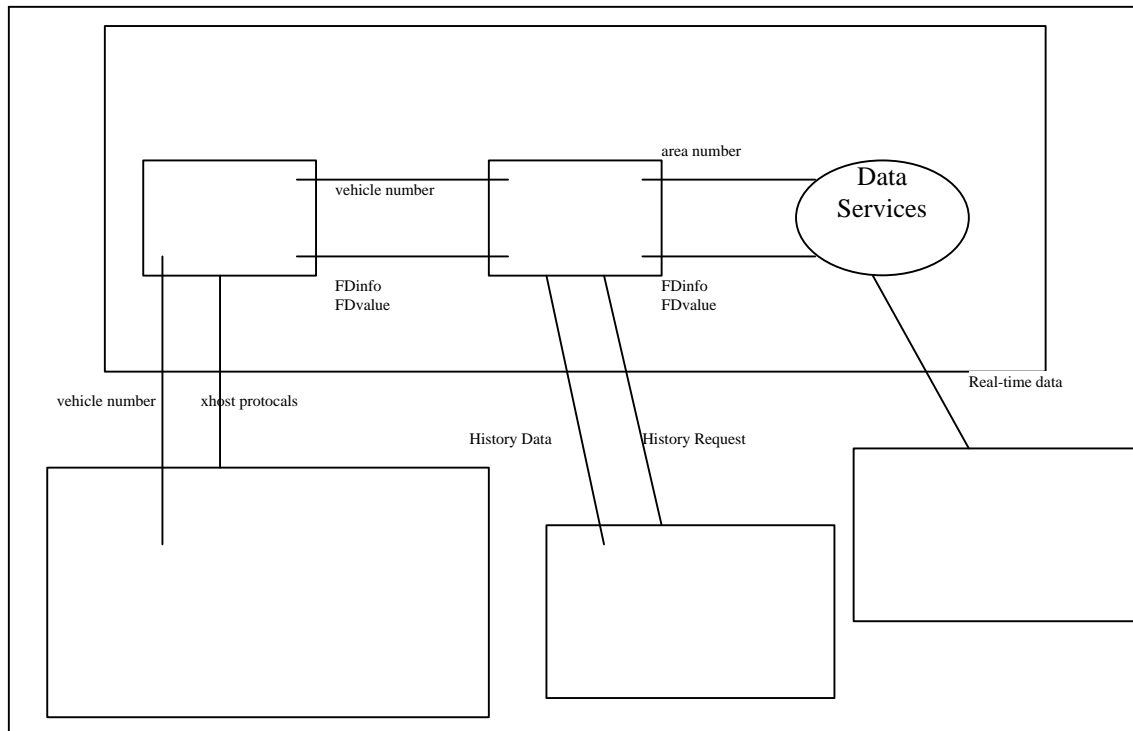 area number
Data
Services
vehicle number
FDinfo
FDvalue
FDinfo
FDvalue
Real-time data
vehicle number
xhost protocals
History Data
History Request